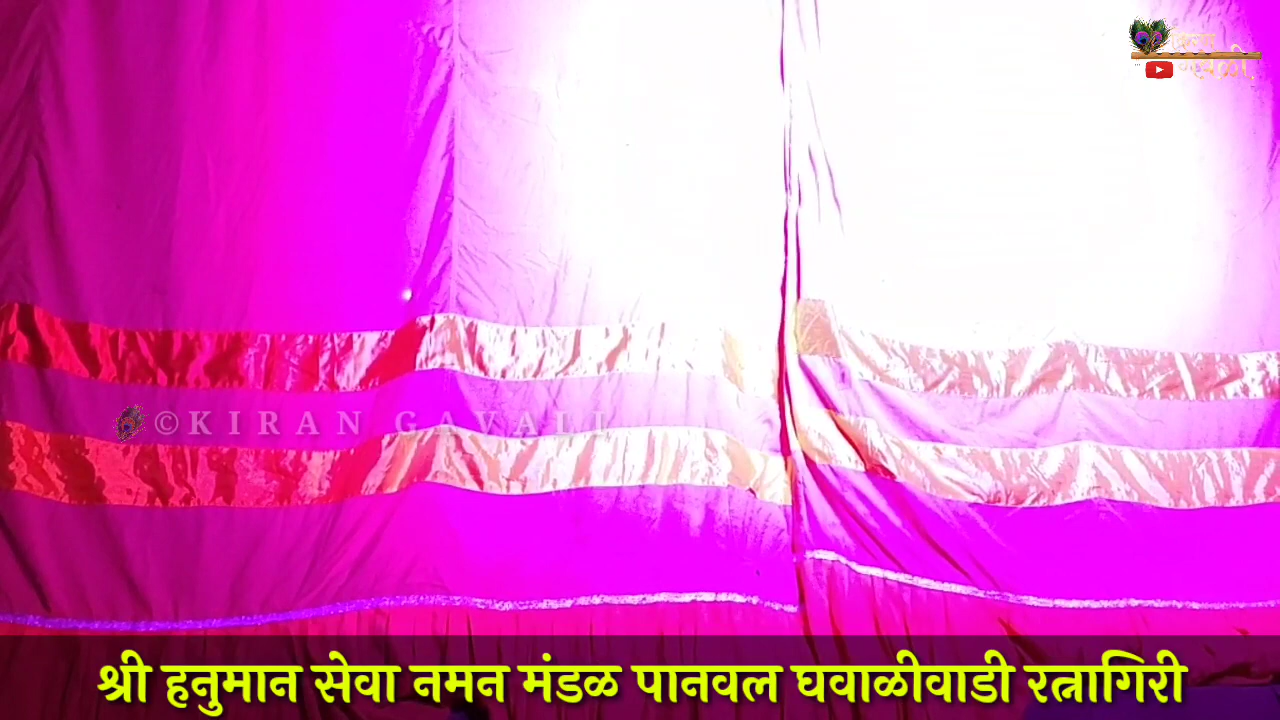 ©KIRAN GAVALI
श्री हनुमान सेवा नमन मंडळ पानवल घवाळीवाडी रत्नागिरी